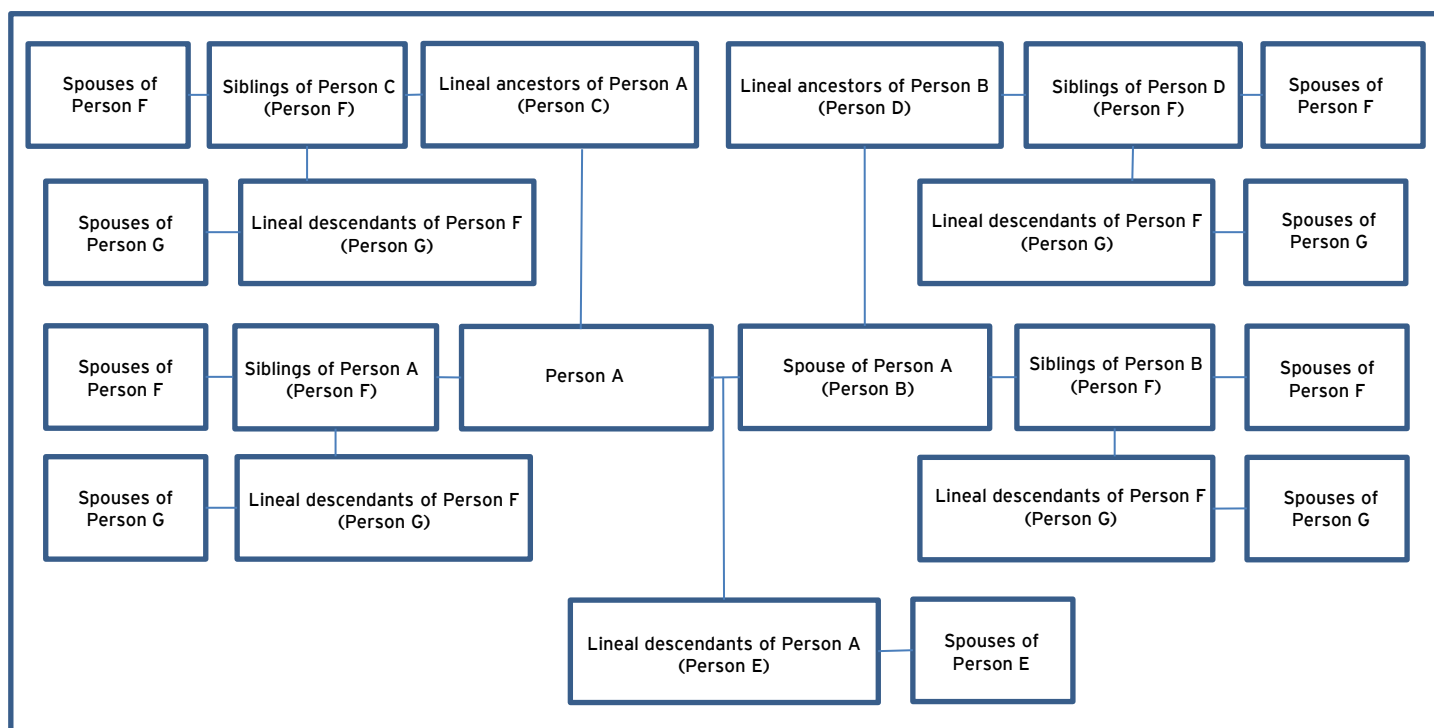 Spouses of
Person F
Siblings of Person C
(Person F)
Lineal ancestors of Person A
(Person C)
Lineal ancestors of Person B
(Person D)
Siblings of Person D
(Person F)
Spouses of
Person F
Spouses of
Person G
Lineal descendants of Person F
(Person G)
Lineal descendants of Person F
(Person G)
Spouses of
Person G
Spouses of
Person F
Siblings of Person A
(Person F)
Person A
Spouse of Person A
(Person B)
Siblings of Person B
(Person F)
Spouses of
Person F
Spouses of
Person G
Lineal descendants of Person F
(Person G)
Lineal descendants of Person F
(Person G)
Spouses of
Person G
Lineal descendants of Person A
(Person E)
Spouses of
Person E